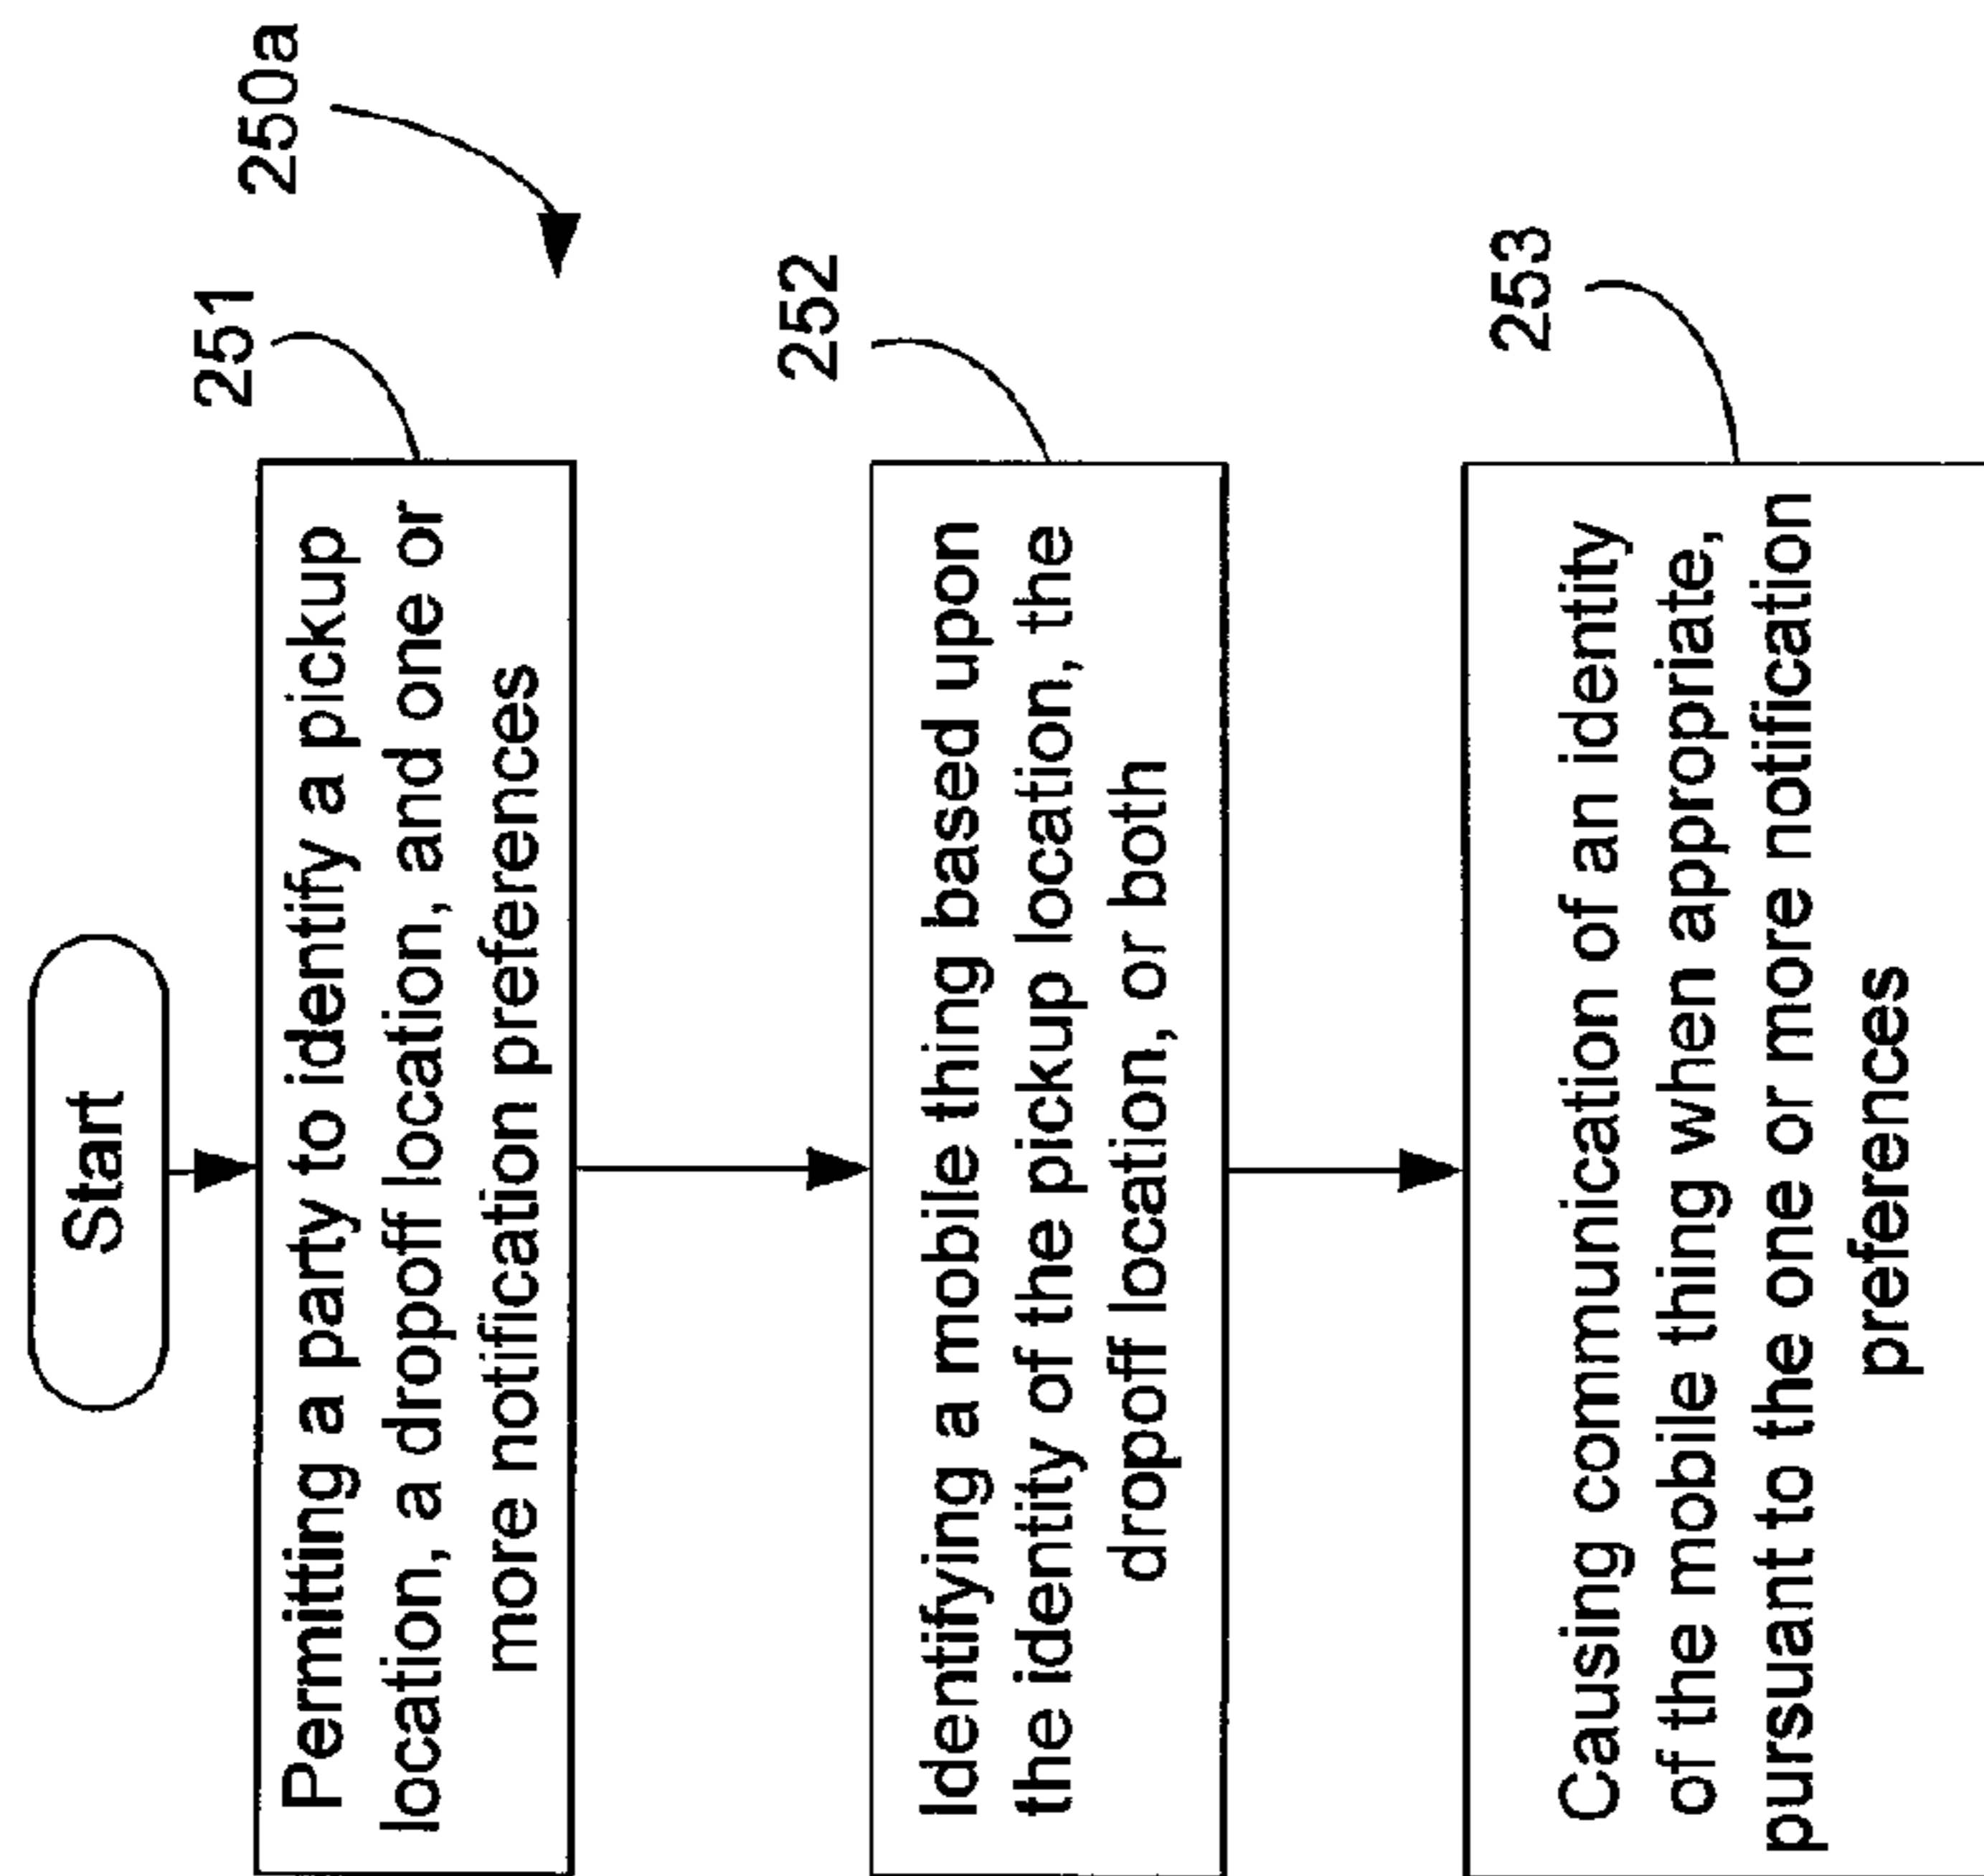 Start
250a
251
Permitting a party to identify a pickup
location, a dropoff location, and one or
more notification preferences
252
Identifying a mobile thing based upon
the identity of the pickup location, the
dropoff location, or both
253
Causing communication of an identity
of the mobile thing when appropriate,
pursuant to the one or more notification
preferences